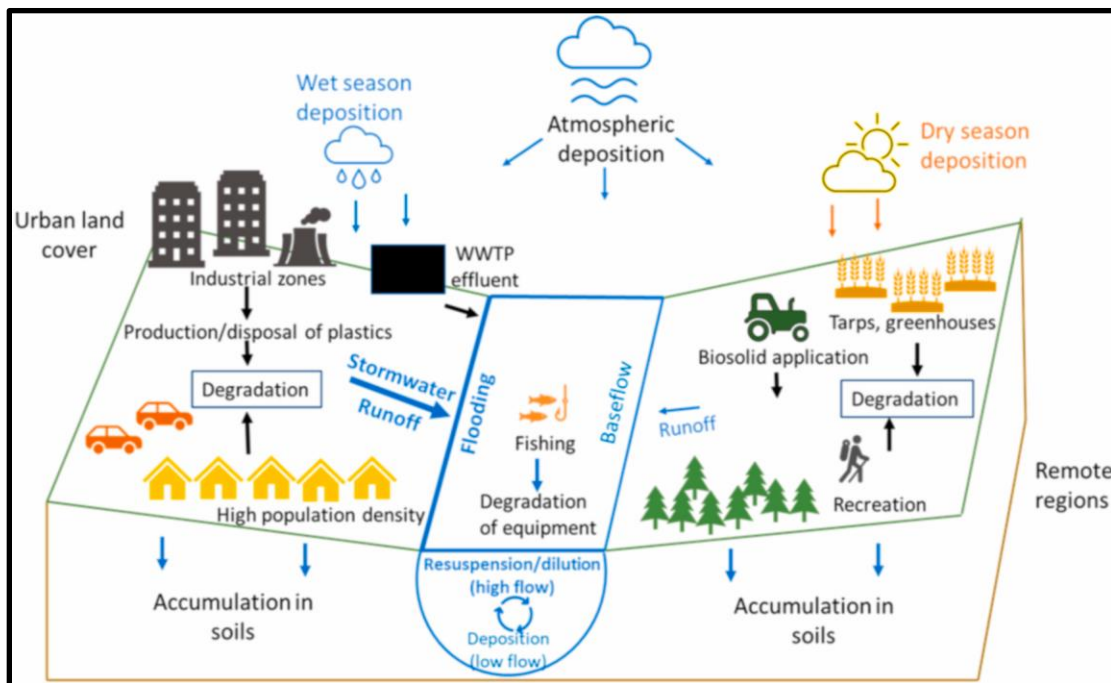 Wet season
deposition
Atmospheric
deposition
Dry season
deposition
Urban land
cover
Industrial zones
WWTP
effluent
Production/disposal of plastics
Degradation
Stormwater
Runoff
High population density
Flooding
Fishing
Degradation
of equipment
Baseflow
Runoff
Biosolid application
Tarps, greenhouses
Degradation
Recreation
Remote
regions
Resuspension/dilution
(high flow)
Deposition
(low flow)
Accumulation in
soils
Accumulation in
soils